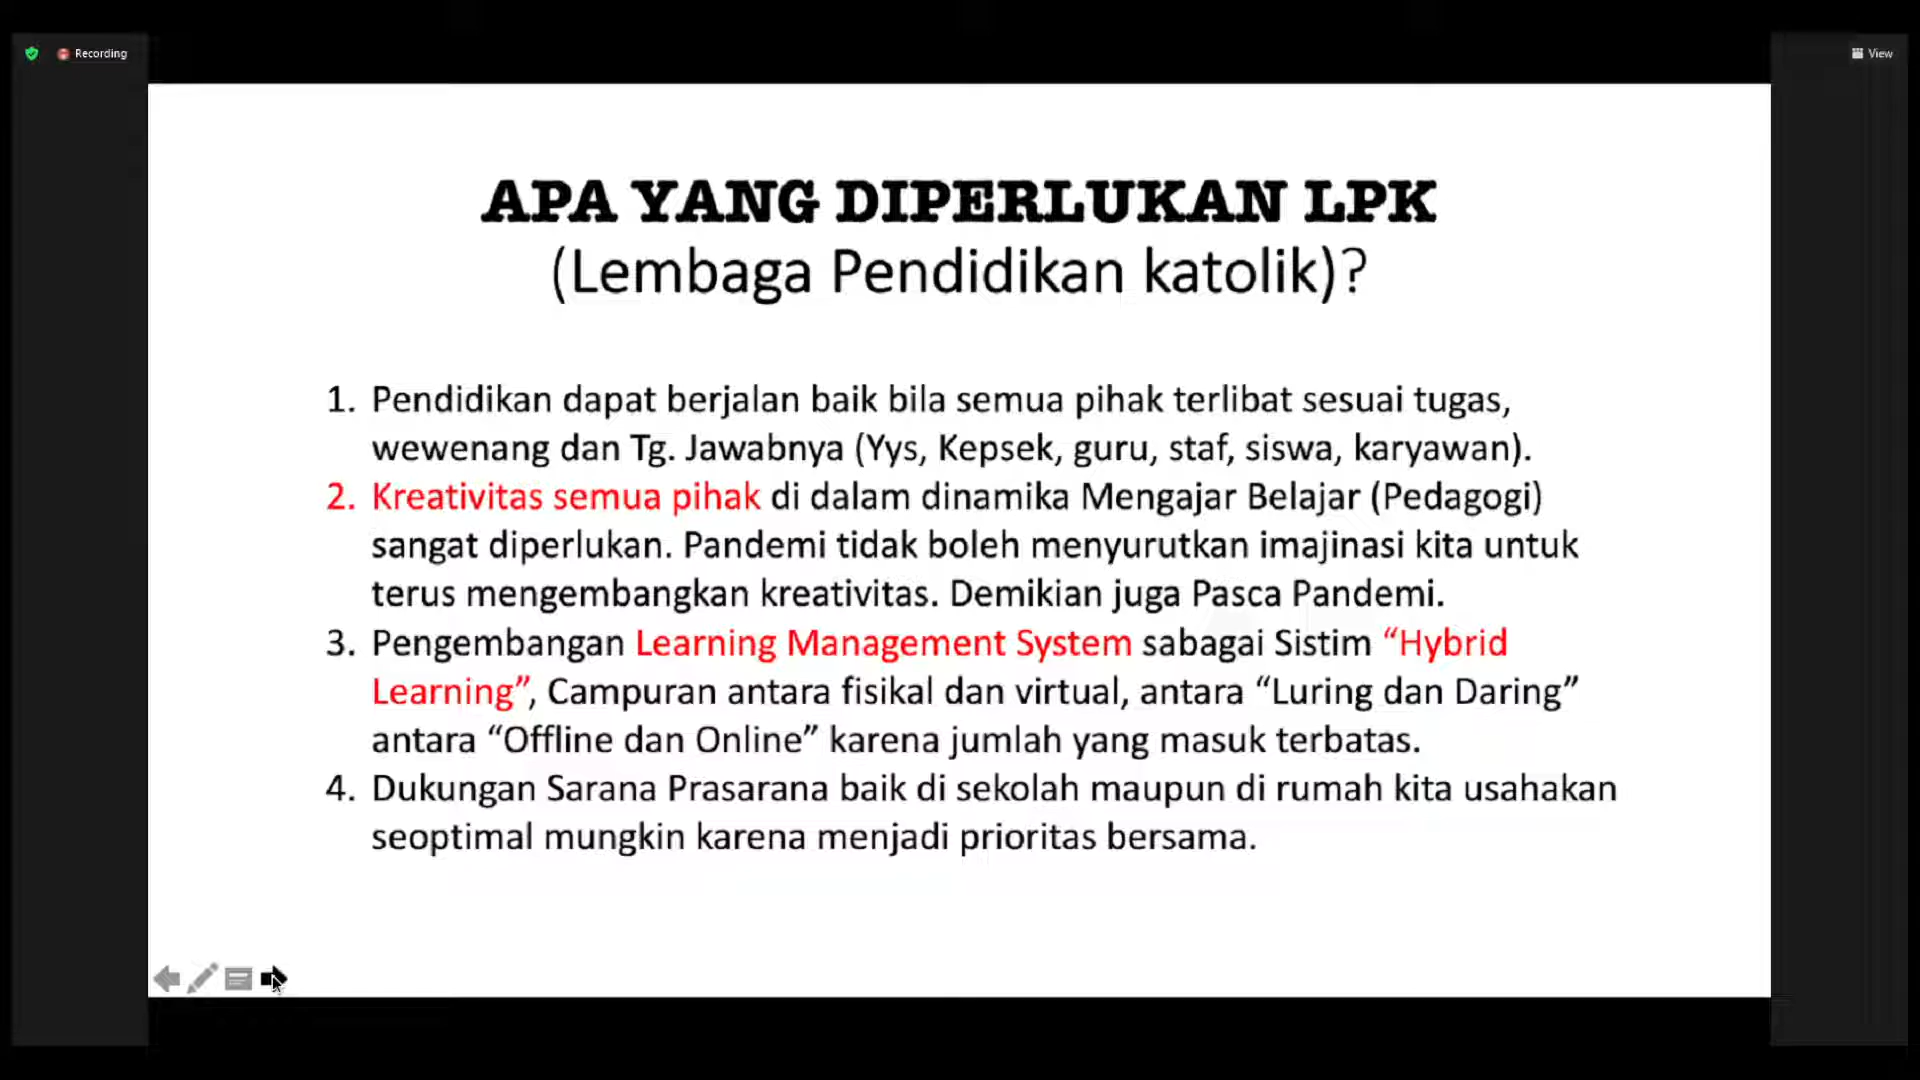 Recording
View
APA YANG DIPERLUKAN LPK
(Lembaga Pendidikan katolik)?
1. Pendidikan dapat berjalan baik bila semua pihak terlibat sesuai tugas,
wewenang dan Tg. Jawabnya (Yys, Kepsek, guru, staf, siswa, karyawan).
2. Kreativitas semua pihak di dalam dinamika Mengajar Belajar (Pedagogi)
sangat diperlukan. Pandemi tidak boleh menyurutkan imajinasi kita untuk
terus mengembangkan kreativitas. Demikian juga Pasca Pandemi.
3. Pengembangan Learning Management System sabagai Sistim “Hybrid
Learning”, Campuran antara fisikal dan virtual, antara “Luring dan Daring”
antara “Offline dan Online” karena jumlah yang masuk terbatas.
4. Dukungan Sarana Prasarana baik di sekolah maupun di rumah kita usahakan
seoptimal mungkin karena menjadi prioritas bersama.